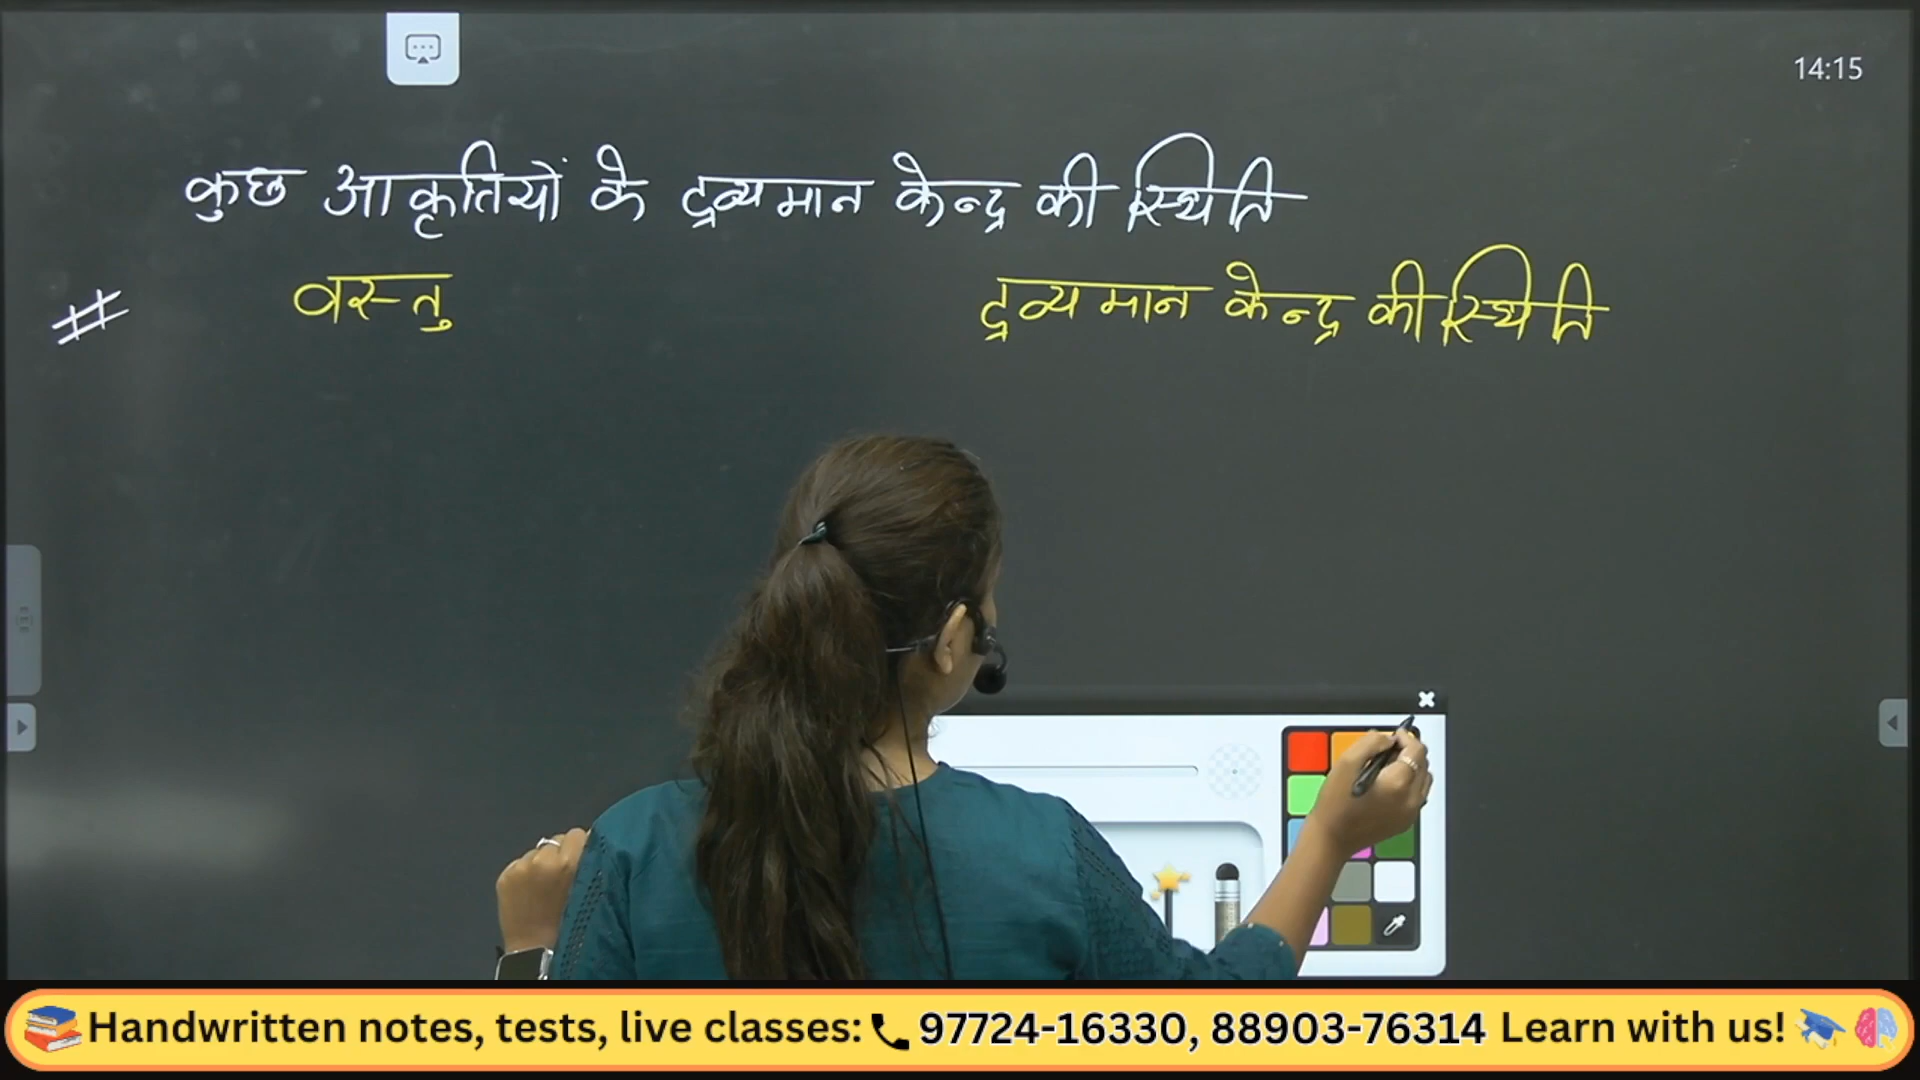 14:15
कुछ आकृतियों के द्रव्यमान केन्द्र की स्थिति
# वस्तु द्रव्यमान केन्द्र की स्थिति
Handwritten notes, tests, live classes: 97724-16330, 88903-76314 Learn with us!